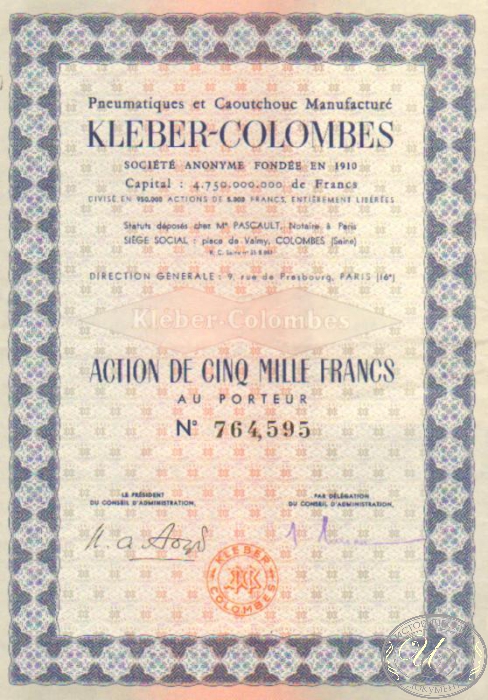 Pneumatiques et Caoutchouc Manufacturé
KLEBER-COLOMBES
SOCIÉTÉ ANONYME FONDÉE EN 1910
Capital : 4.750.000.000 de Francs
DIVISÉ EN 950.000 ACTIONS DE 5.000 FRANCS, ENTIÈREMENT LIBÉRÉES
Statuts déposés chez Me PASCAULT, Notaire à Paris
SIÈGE SOCIAL : place de Valmy, COLOMBES (Seine)
R. C. Seine n°
DIRECTION GENERALE : 9, rue de Presbourg, PARIS (16e)
Kleber-Colombes
ACTION DE CINQ MILLE FRANCS
AU PORTEUR
N° 764,595
LE PRÉSIDENT
DU CONSEIL D'ADMINISTRATION,
PAR DÉLÉGATION
DU CONSEIL D'ADMINISTRATION,
KLEBER
COLOMBES